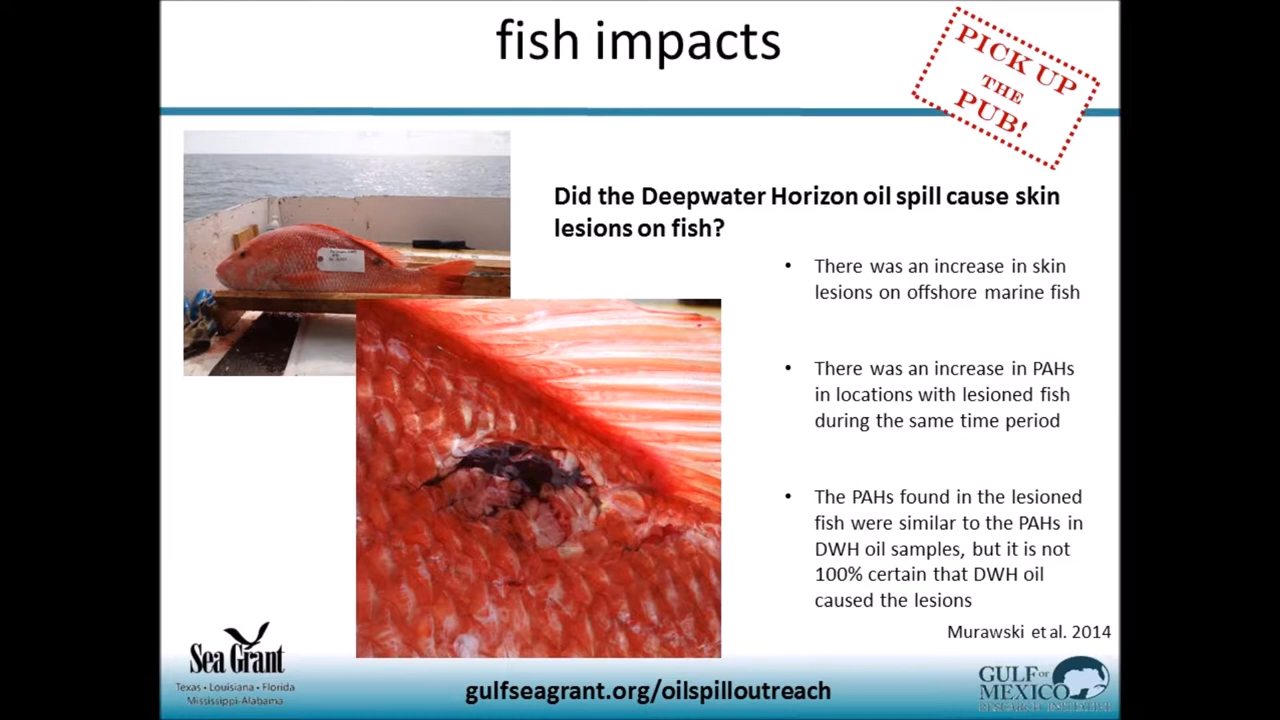 fish impacts
PICK UP
THE
PUB!
Did the Deepwater Horizon oil spill cause skin
lesions on fish?
• There was an increase in skin
lesions on offshore marine fish
• There was an increase in PAHs
in locations with lesioned fish
during the same time period
• The PAHs found in the lesioned
fish were similar to the PAHs in
DWH oil samples, but it is not
100% certain that DWH oil
caused the lesions
Murawski et al. 2014
Sea Grant
Texas • Louisiana • Florida
Mississippi-Alabama
gulfseagrant.org/oilspilloutreach
GULF OF
MEXICO
RESEARCH INITIATIVE